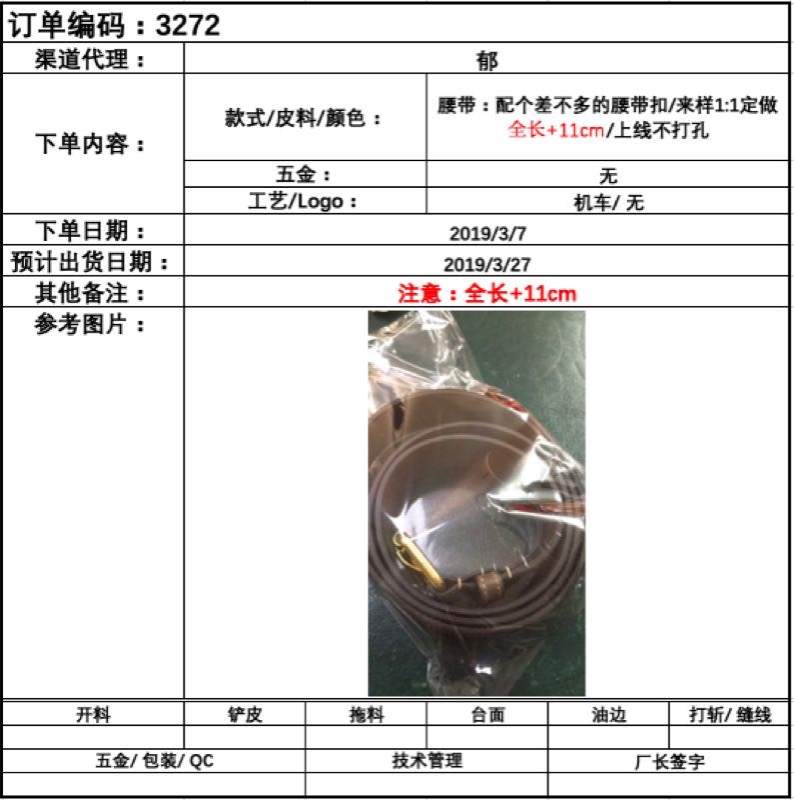 订单编码：3272
渠道代理：
郁
下单内容：
款式/皮料/颜色：
腰带：配个差不多的腰带扣/来样1:1定做
全长+11cm/上线不打孔
五金：
无
工艺/Logo：
机车/ 无
下单日期：
2019/3/7
预计出货日期：
2019/3/27
其他备注：
注意：全长+11cm
参考图片：
开料
铲皮
拖料
台面
油边
打斩/ 缝线
五金/ 包装/ QC
技术管理
厂长签字